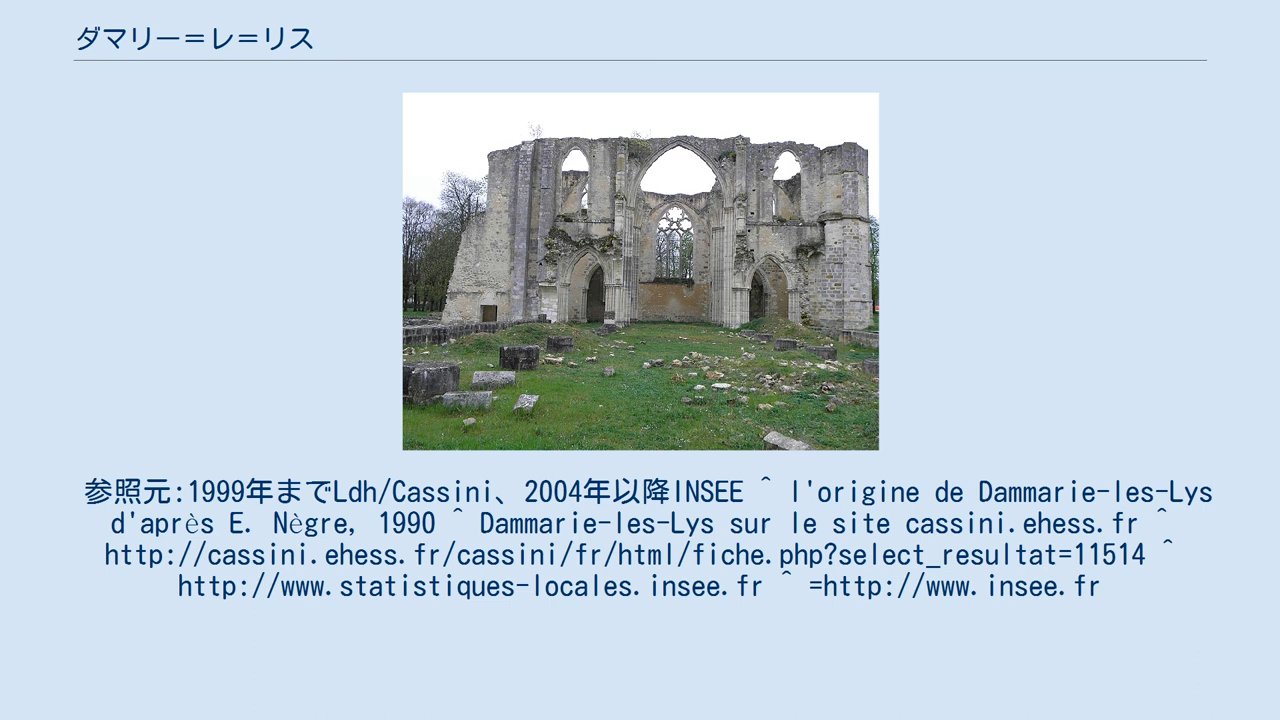 ダマリー＝レ＝リス
参照元:1999年までLdh/Cassini、2004年以降INSEE ^ l'origine de Dammarie-les-Lys
d'après E. Nègre, 1990 ^ Dammarie-les-Lys sur le site cassini.ehess.fr ^
http://cassini.ehess.fr/cassini/fr/html/fiche.php?select_resultat=11514 ^
http://www.statistiques-locales.insee.fr ^ =http://www.insee.fr